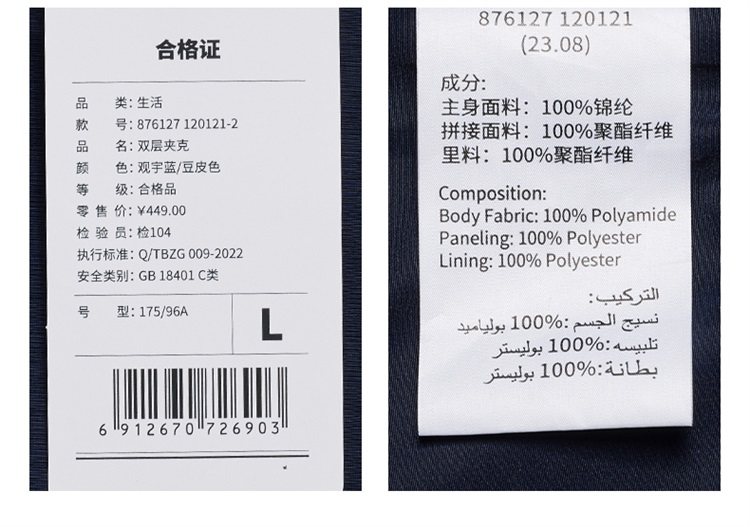 合格证
品 类：生活
款 号：876127 120121-2
品 名：双层夹克
颜 色：观宇蓝/豆皮色
等 级：合格品
零 售 价：¥449.00
检 验 员：检104
执行标准：Q/TBZG 009-2022
安全类别：GB 18401 C类
号 型：175/96A
L
6 912670 726903
876127 120121
(23.08)
成分:
主身面料：100%锦纶
拼接面料：100%聚酯纤维
里料：100%聚酯纤维
Composition:
Body Fabric: 100% Polyamide
Paneling: 100% Polyester
Lining: 100% Polyester
التركيب:
نسيج الجسم :%100 بولياميد
تلبيسه :%100 بوليستر
بطانة :%100 بوليستر